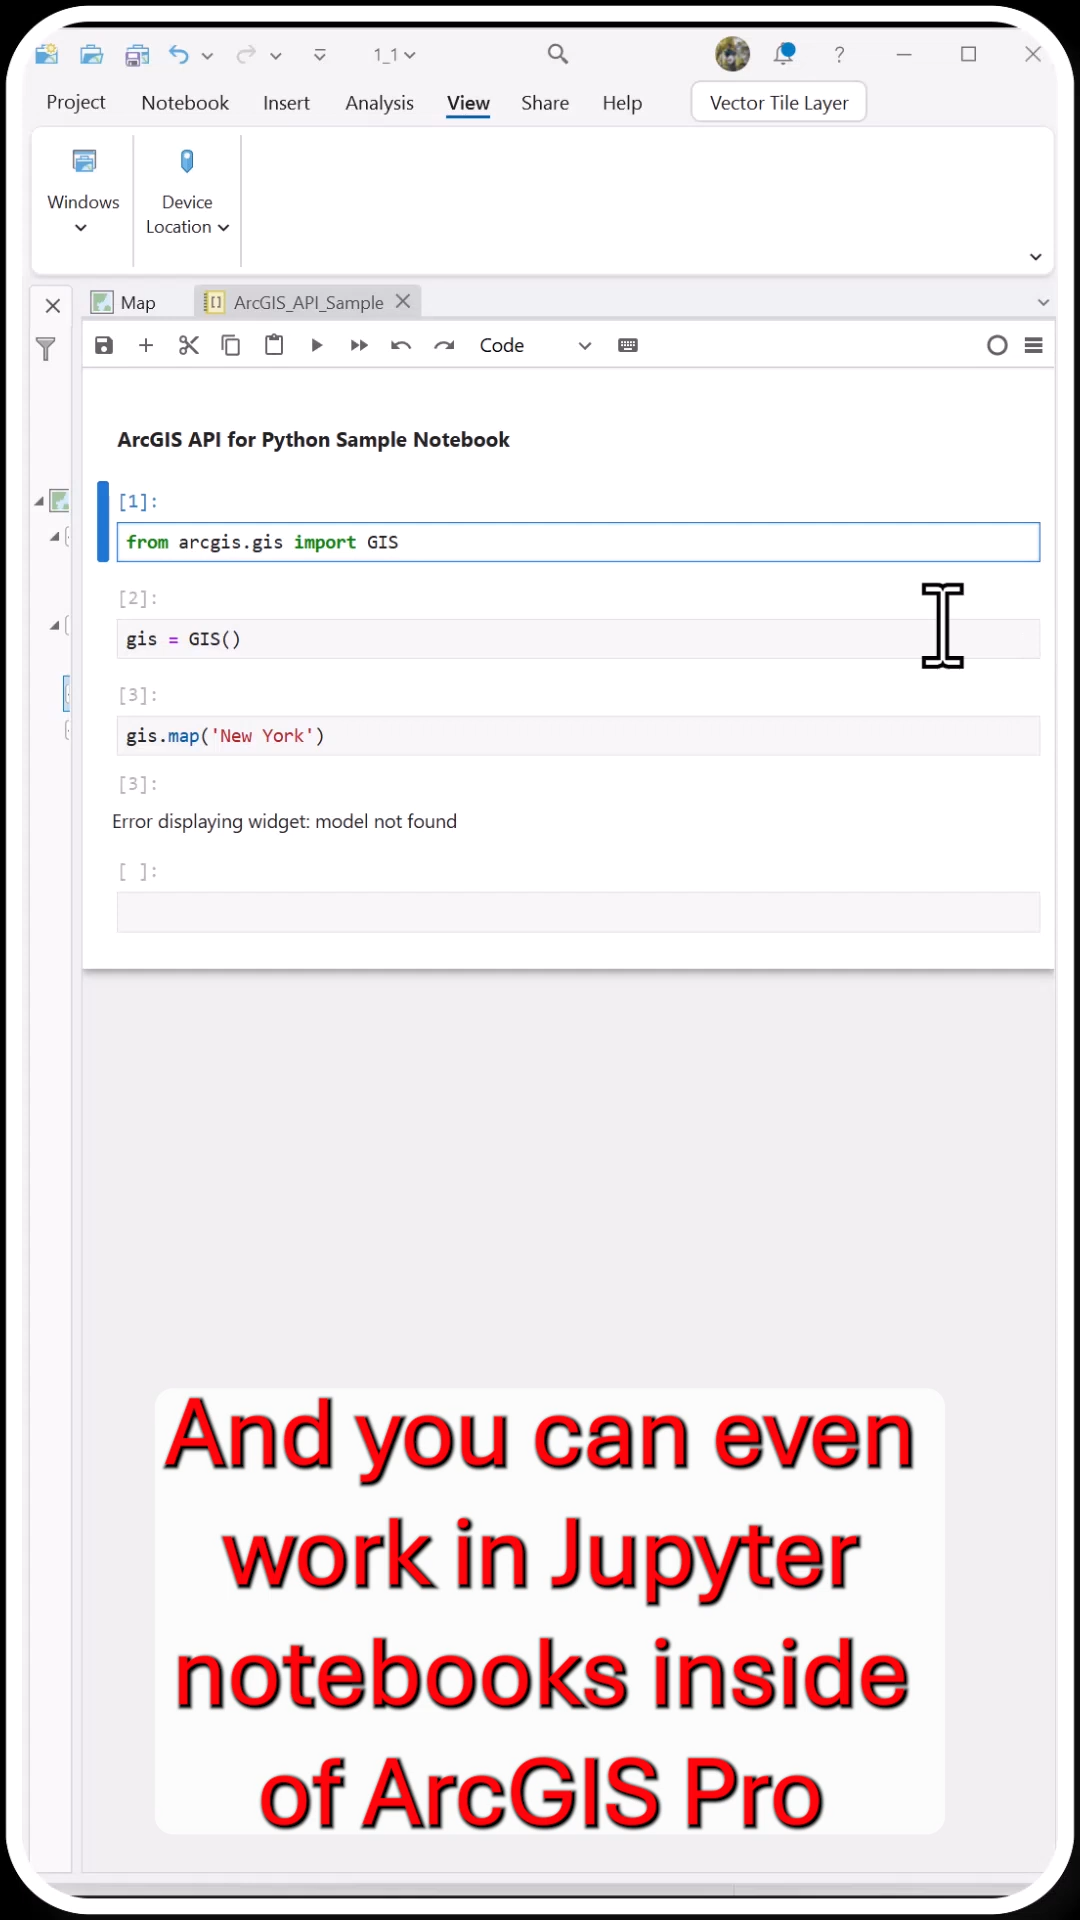 1_1
?
Project Notebook Insert Analysis View Share Help Vector Tile Layer
Windows
Device
Location
Map
ArcGIS_API_Sample
Code
ArcGIS API for Python Sample Notebook
[1]:
from arcgis.gis import GIS
[2]:
gis = GIS()
[3]:
gis.map('New York')
[3]:
Error displaying widget: model not found
[ ]:
And you can even
work in Jupyter
notebooks inside
of ArcGIS Pro